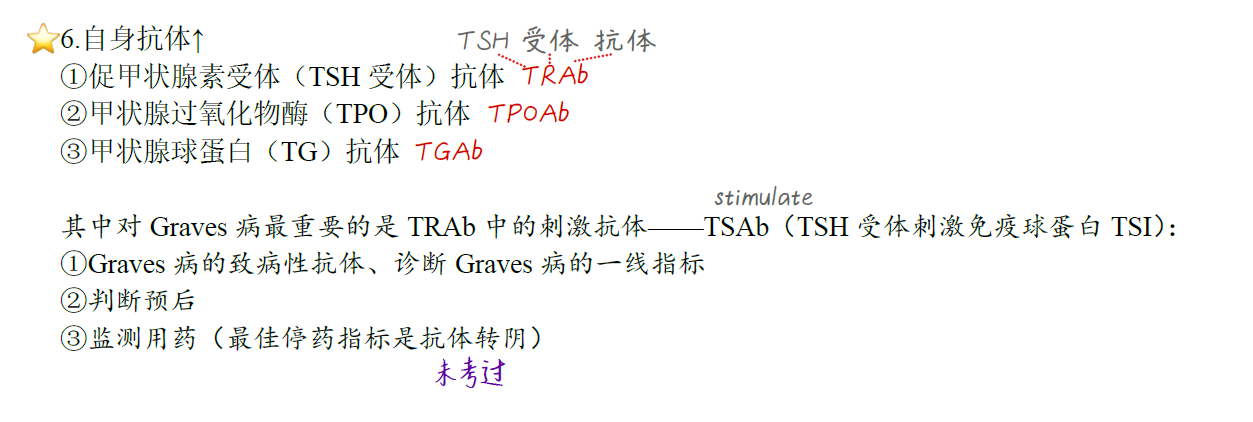 TSH 受体 抗体
⭐6.自身抗体↑
①促甲状腺素受体（TSH 受体）抗体 TRAb
②甲状腺过氧化物酶（TPO）抗体 TPOAb
③甲状腺球蛋白（TG）抗体 TGAb
stimulate
其中对 Graves 病最重要的是 TRAb 中的刺激抗体——TSAb（TSH 受体刺激免疫球蛋白 TSI）：
①Graves 病的致病性抗体、诊断 Graves 病的一线指标
②判断预后
③监测用药（最佳停药指标是抗体转阴）
未考过